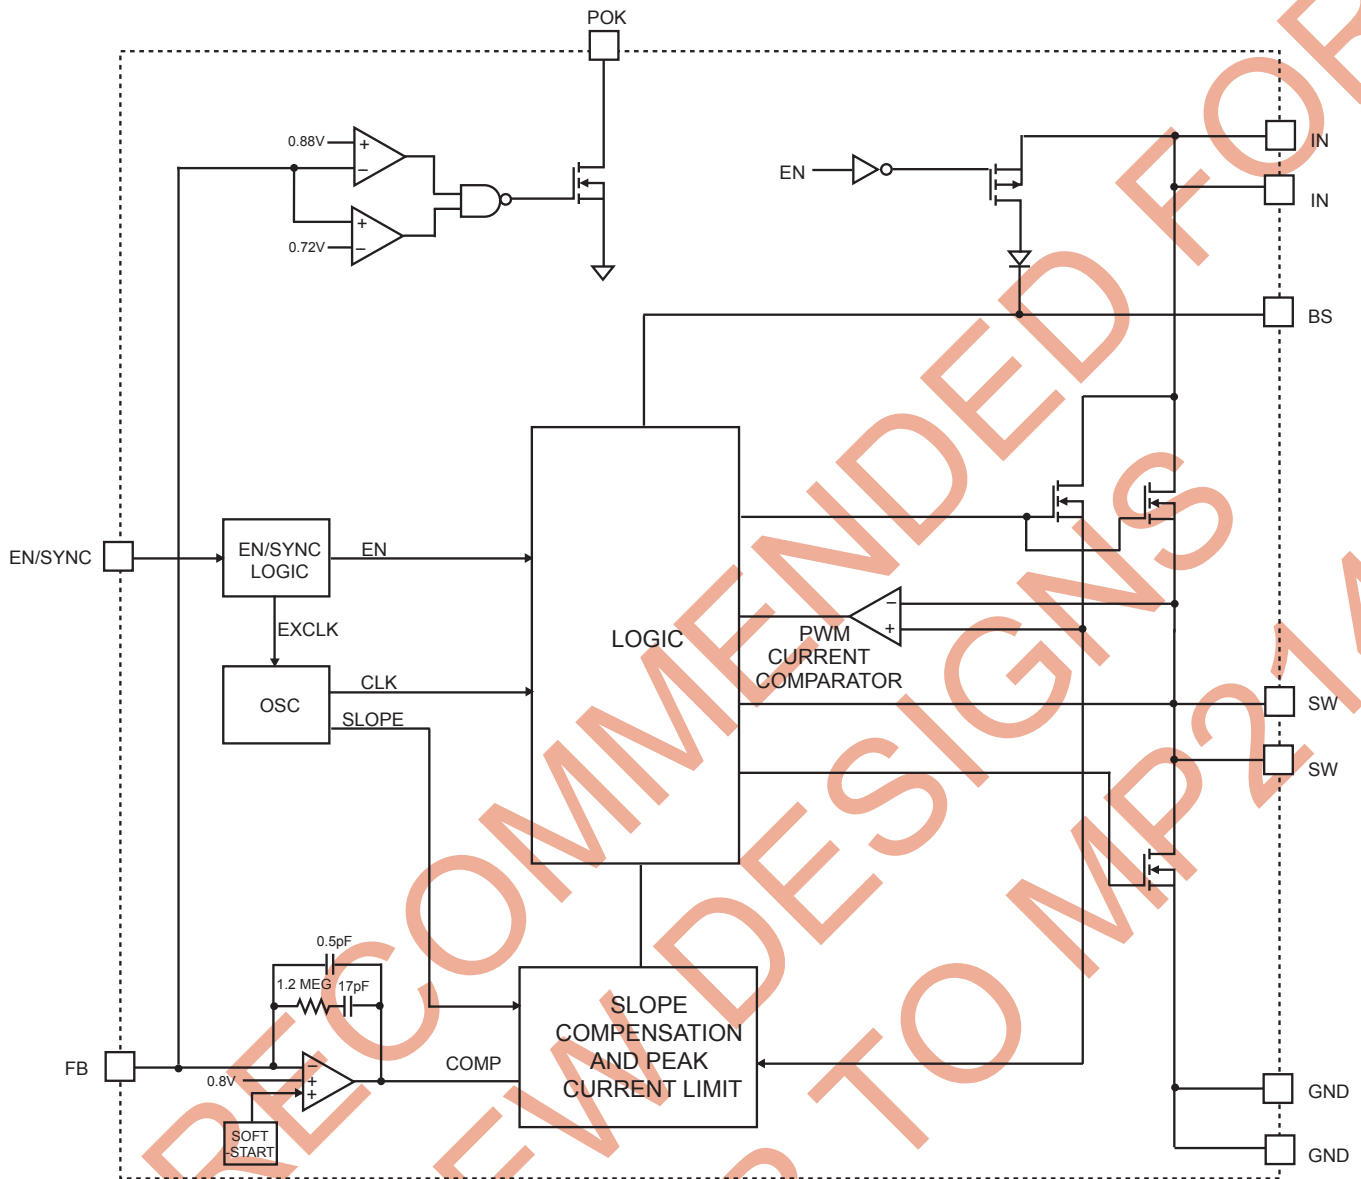 POK
0.88V
+
−
0.72V
+
−
EN
IN
IN
BS
EN/SYNC
EN/SYNC
LOGIC
EN
EXCLK
OSC
CLK
SLOPE
LOGIC
−
+
PWM
CURRENT
COMPARATOR
SW
SW
0.5pF
1.2 MEG
17pF
FB
0.8V
−
+
+
SOFT
-START
COMP
SLOPE
COMPENSATION
AND PEAK
CURRENT LIMIT
GND
GND
RECOMMENDED FOR
EW DESIGNS
R TO MP214